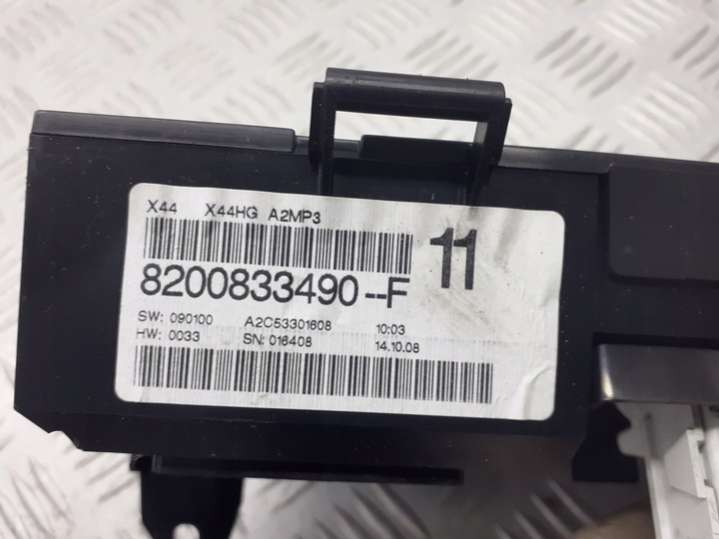 X44 X44HG A2MP3
11
8200833490--F
SW: 090100 A2C53301608 10:03
HW: 0033 SN: 016408 14.10.08